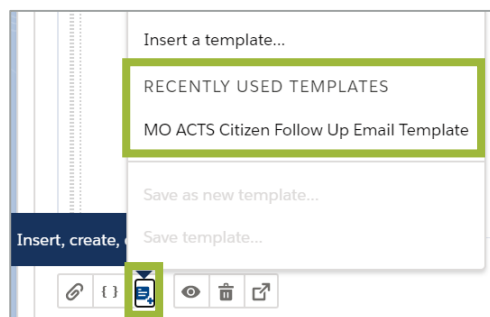 Insert a template...
RECENTLY USED TEMPLATES
MO ACTS Citizen Follow Up Email Template
Save as new template...
Insert, create,
Save template...
{ }